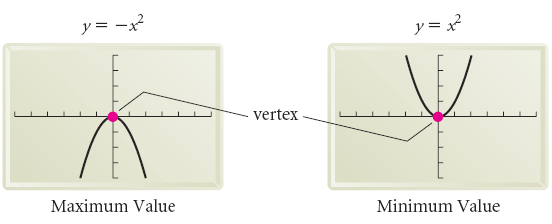 y = −x²
y = x²
vertex
Maximum Value
Minimum Value